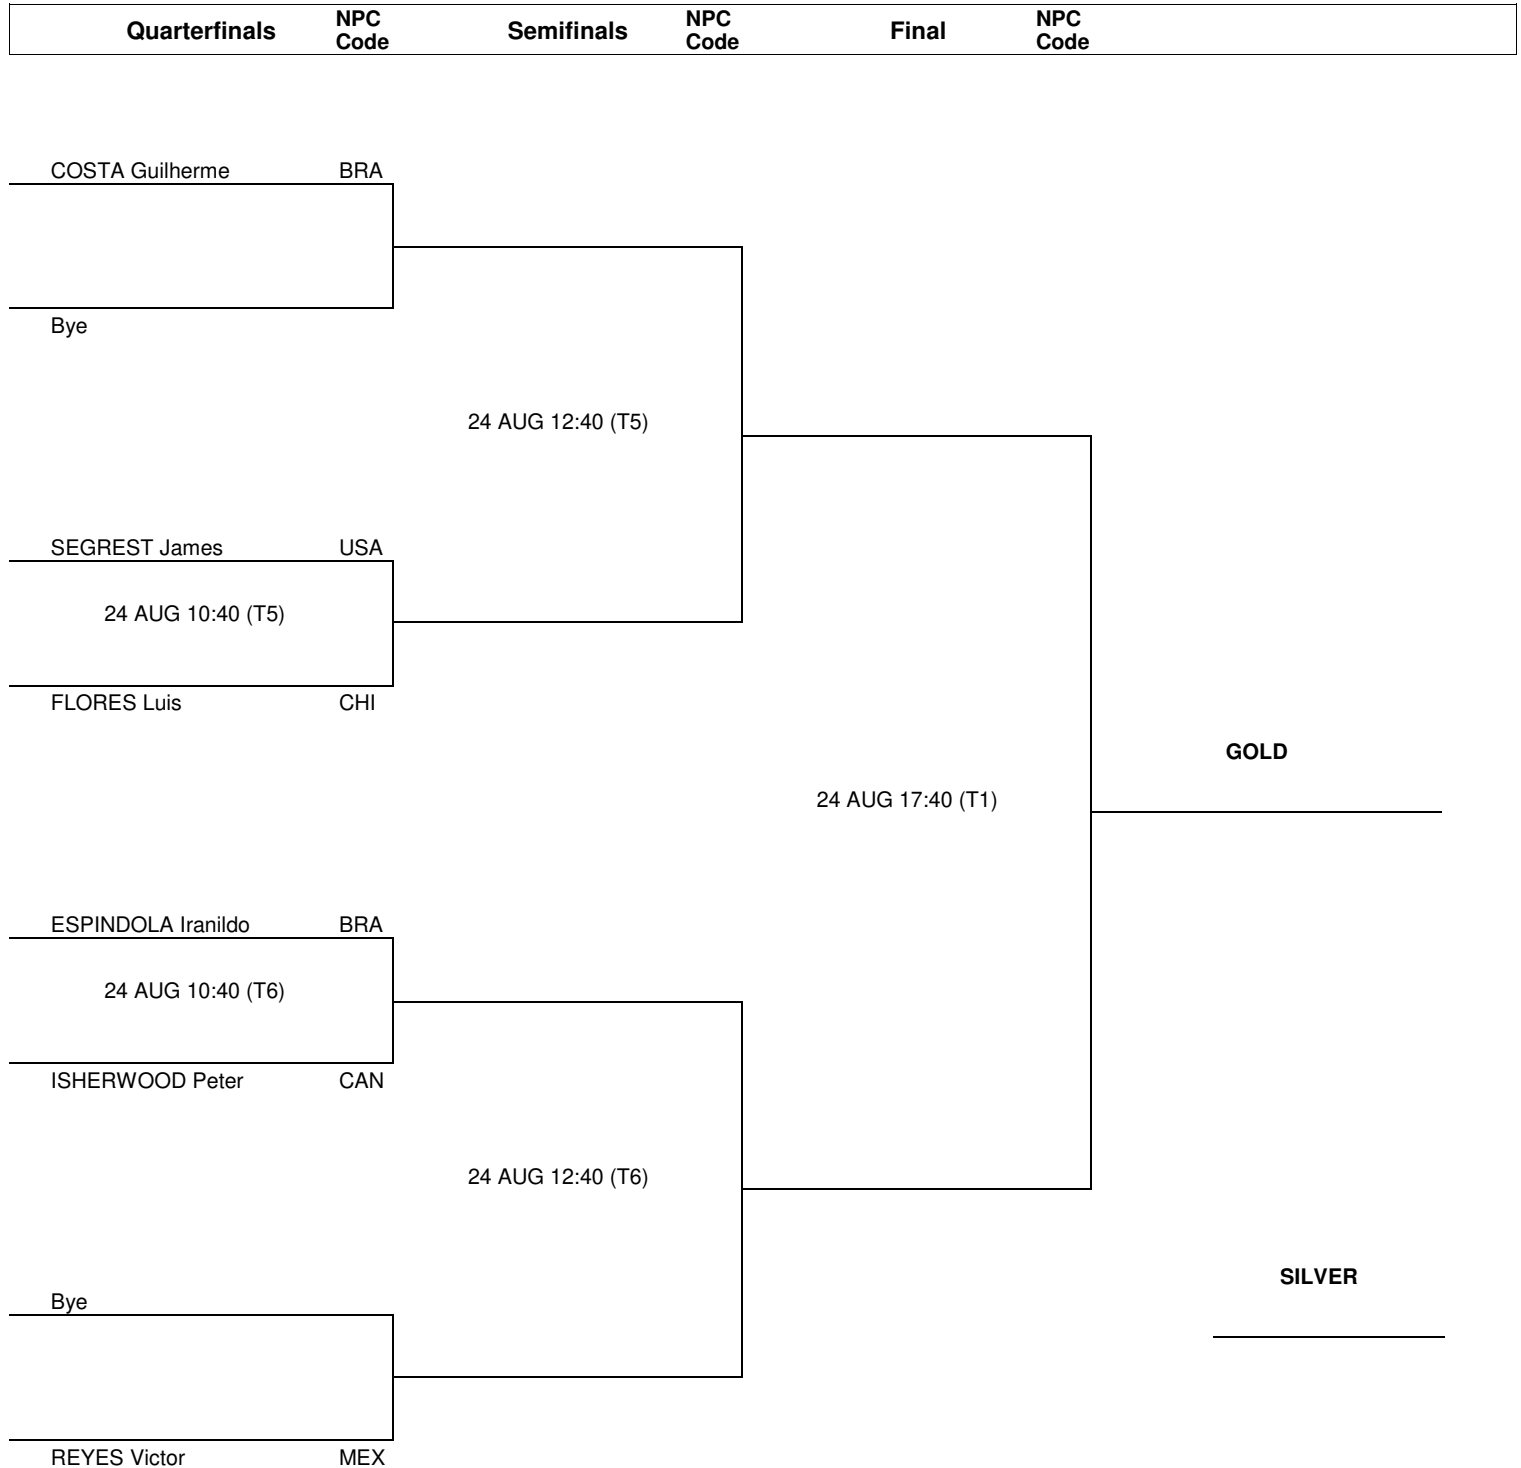 Quarterfinals NPC Code Semifinals NPC Code Final NPC Code
COSTA Guilherme BRA
Bye
24 AUG 12:40 (T5)
SEGREST James USA
24 AUG 10:40 (T5)
FLORES Luis CHI
GOLD
24 AUG 17:40 (T1)
ESPINDOLA Iranildo BRA
24 AUG 10:40 (T6)
ISHERWOOD Peter CAN
24 AUG 12:40 (T6)
SILVER
Bye
REYES Victor MEX